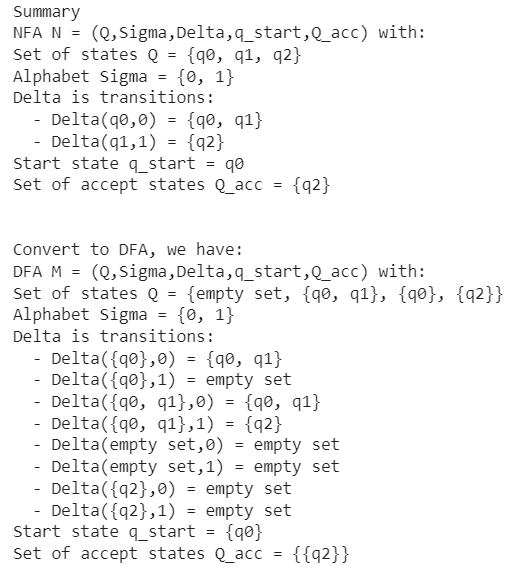 Summary
NFA N = (Q,Sigma,Delta,q_start,Q_acc) with:
Set of states Q = {q0, q1, q2}
Alphabet Sigma = {0, 1}
Delta is transitions:
- Delta(q0,0) = {q0, q1}
- Delta(q1,1) = {q2}
Start state q_start = q0
Set of accept states Q_acc = {q2}
Convert to DFA, we have:
DFA M = (Q,Sigma,Delta,q_start,Q_acc) with:
Set of states Q = {empty set, {q0, q1}, {q0}, {q2}}
Alphabet Sigma = {0, 1}
Delta is transitions:
- Delta({q0},0) = {q0, q1}
- Delta({q0},1) = empty set
- Delta({q0, q1},0) = {q0, q1}
- Delta({q0, q1},1) = {q2}
- Delta(empty set,0) = empty set
- Delta(empty set,1) = empty set
- Delta({q2},0) = empty set
- Delta({q2},1) = empty set
Start state q_start = {q0}
Set of accept states Q_acc = {{q2}}